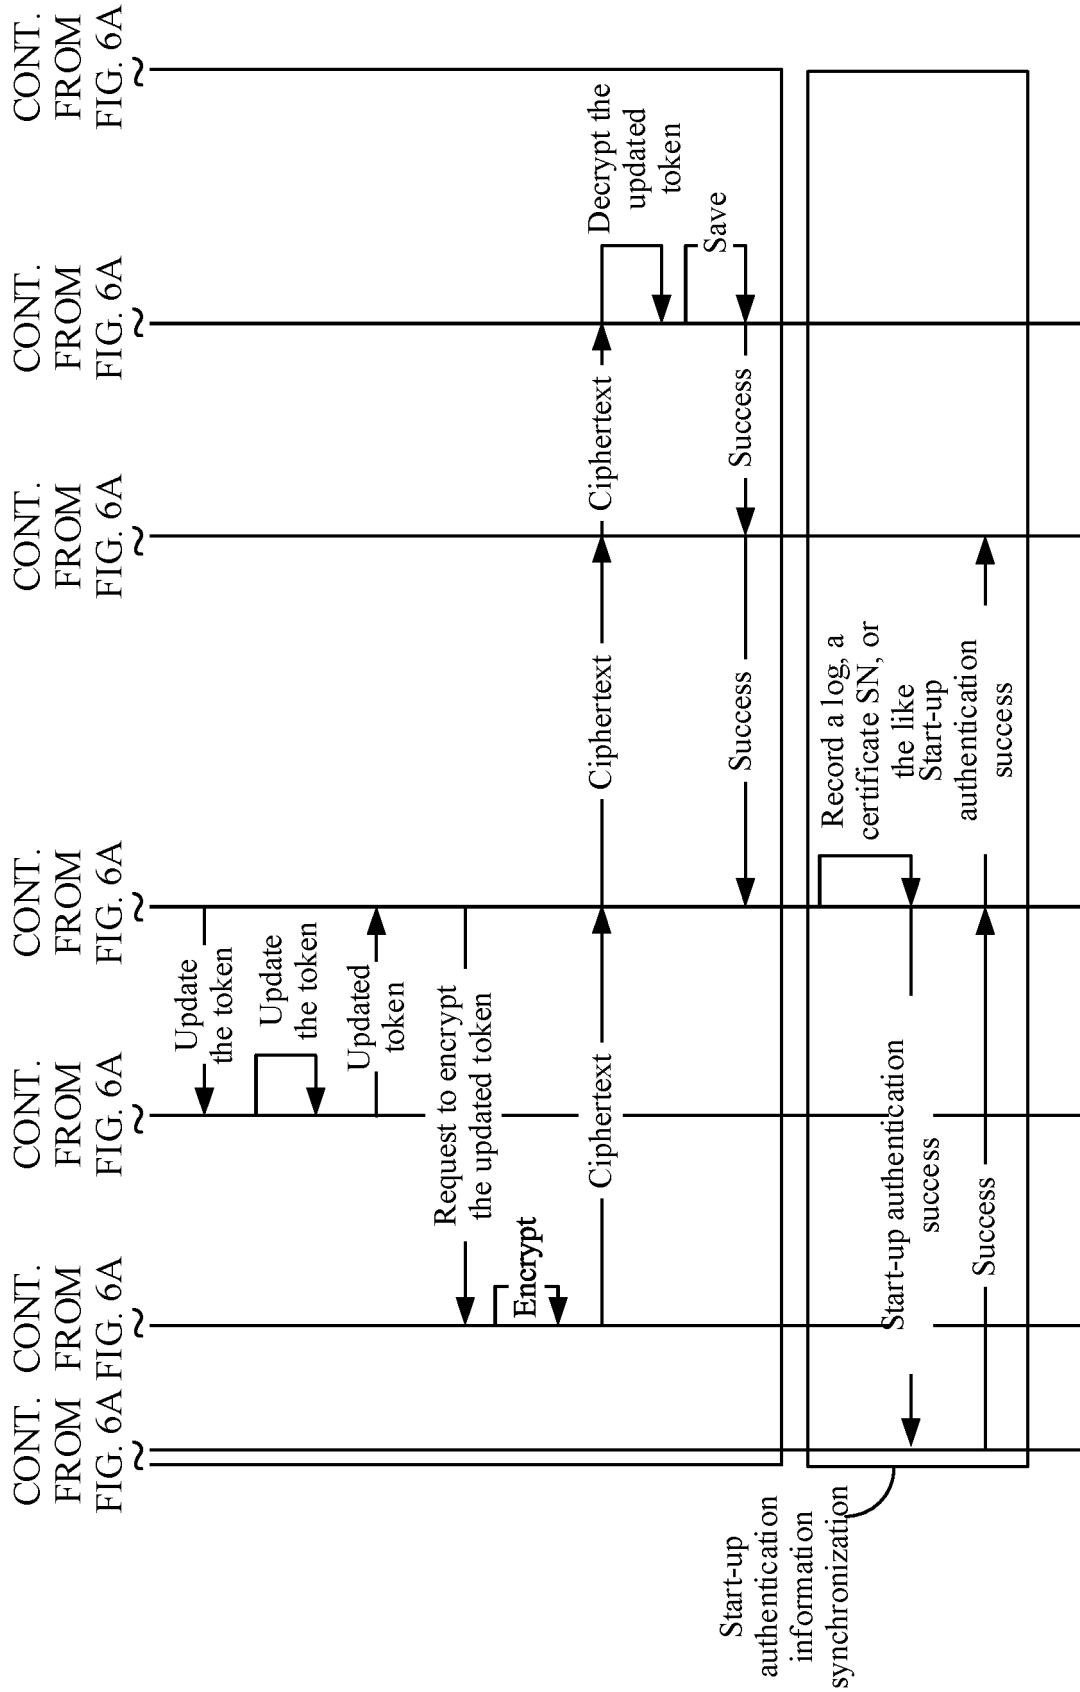 CONT.
FROM
FIG. 6A
CONT.
FROM
FIG. 6A
CONT.
FROM
FIG. 6A
CONT.
FROM
FIG. 6A
CONT.
FROM
FIG. 6A
CONT.
FROM
FIG. 6A
CONT.
FROM
FIG. 6A
Update
the token
Update
the token
Updated
token
Request to encrypt
the updated token
Encrypt
Ciphertext
Ciphertext
Ciphertext
Decrypt the
updated
token
Save
Success
Success
Start-up
authentication
information
synchronization
Record a log, a
certificate SN, or
the like
Start-up authentication
success
Start-up
authentication
success
Success